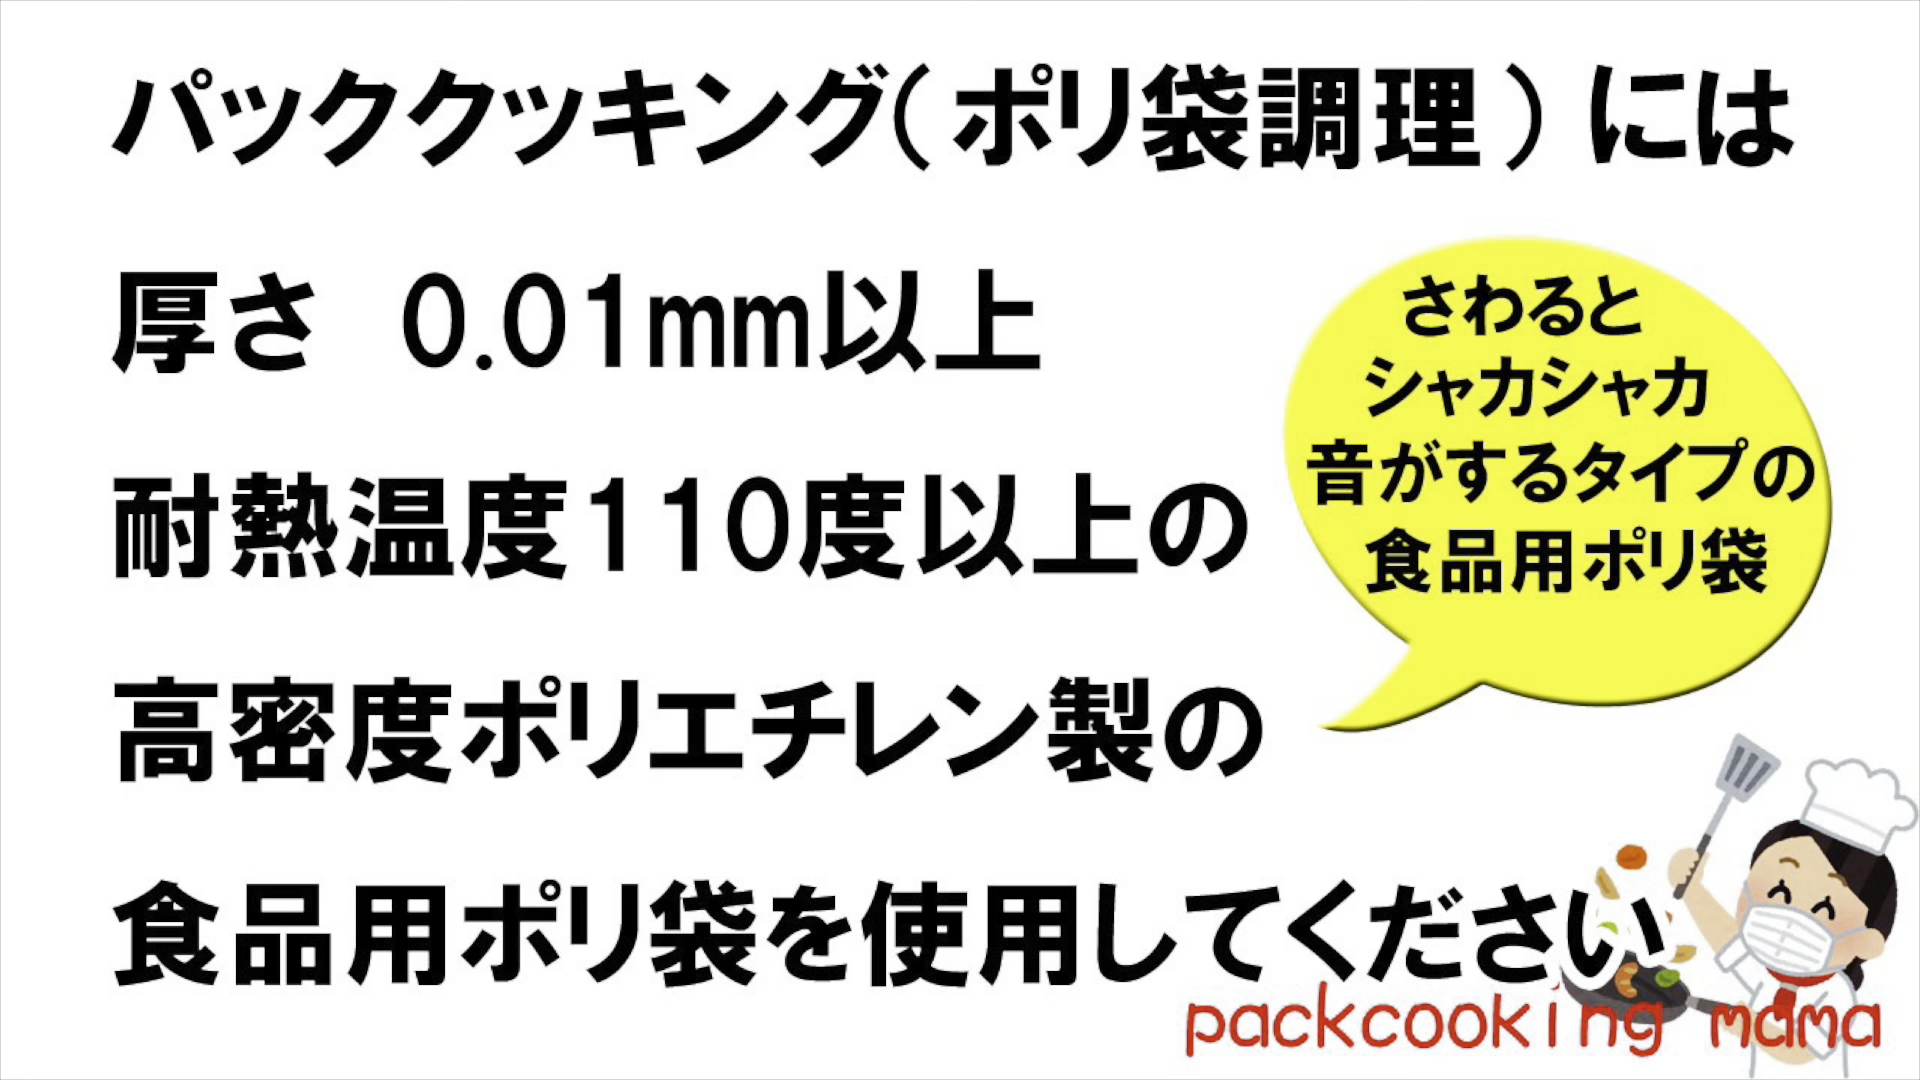 パッククッキング(ポリ袋調理)には
厚さ 0.01mm以上
耐熱温度110度以上の
高密度ポリエチレン製の
食品用ポリ袋を使用してください
さわると
シャカシャカ
音がするタイプの
食品用ポリ袋
packcooking mama